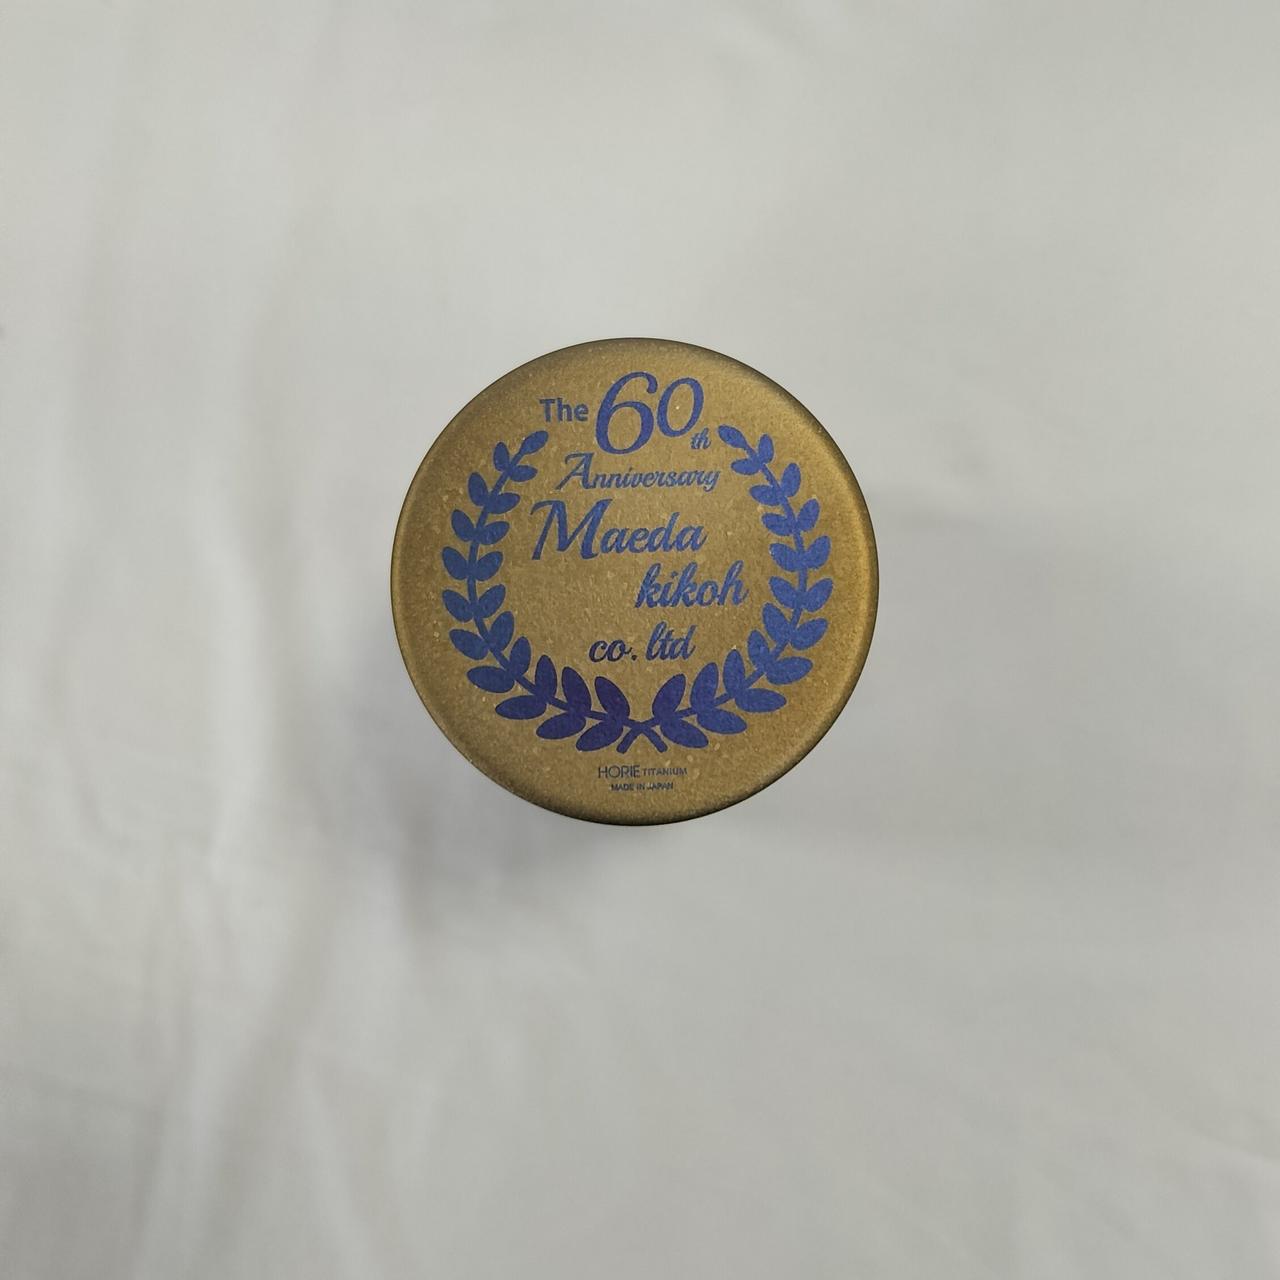 The 60th
Anniversary
Maeda
kikoh
co. ltd
HORIE TITANIUM
MADE IN JAPAN